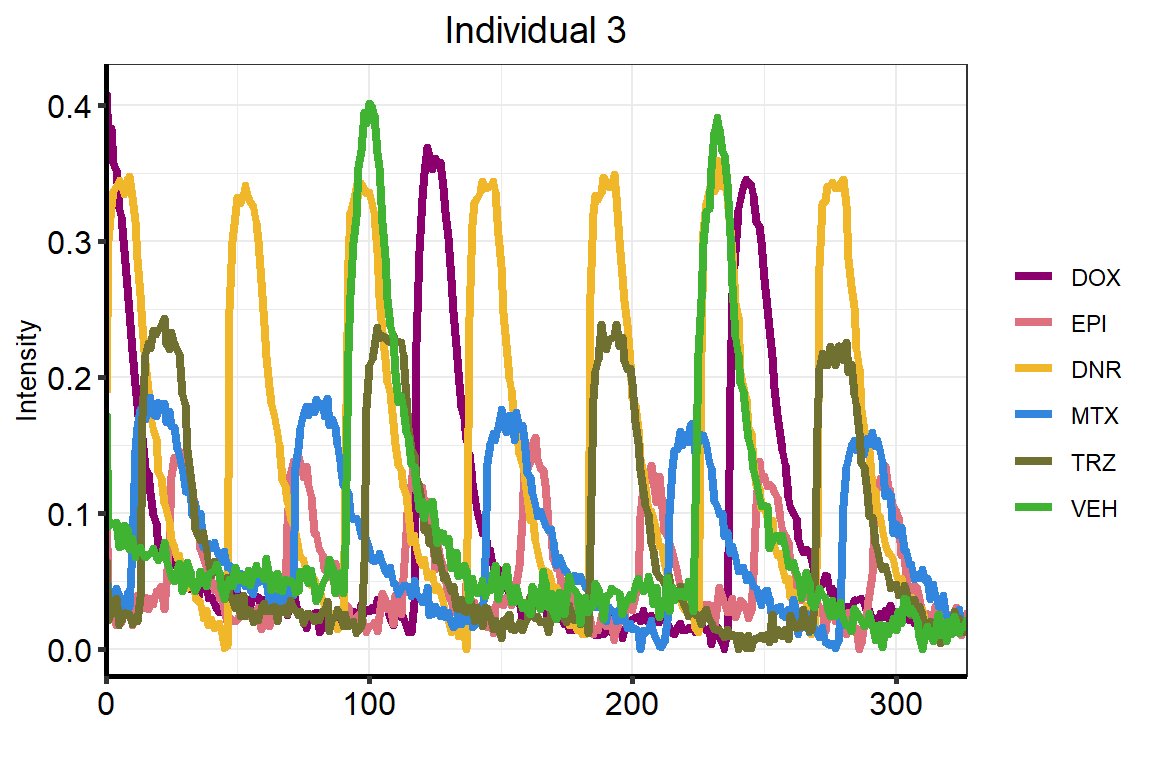 Individual 3
Intensity
0.4
0.3
0.2
0.1
0.0
0 100 200 300
DOX
EPI
DNR
MTX
TRZ
VEH